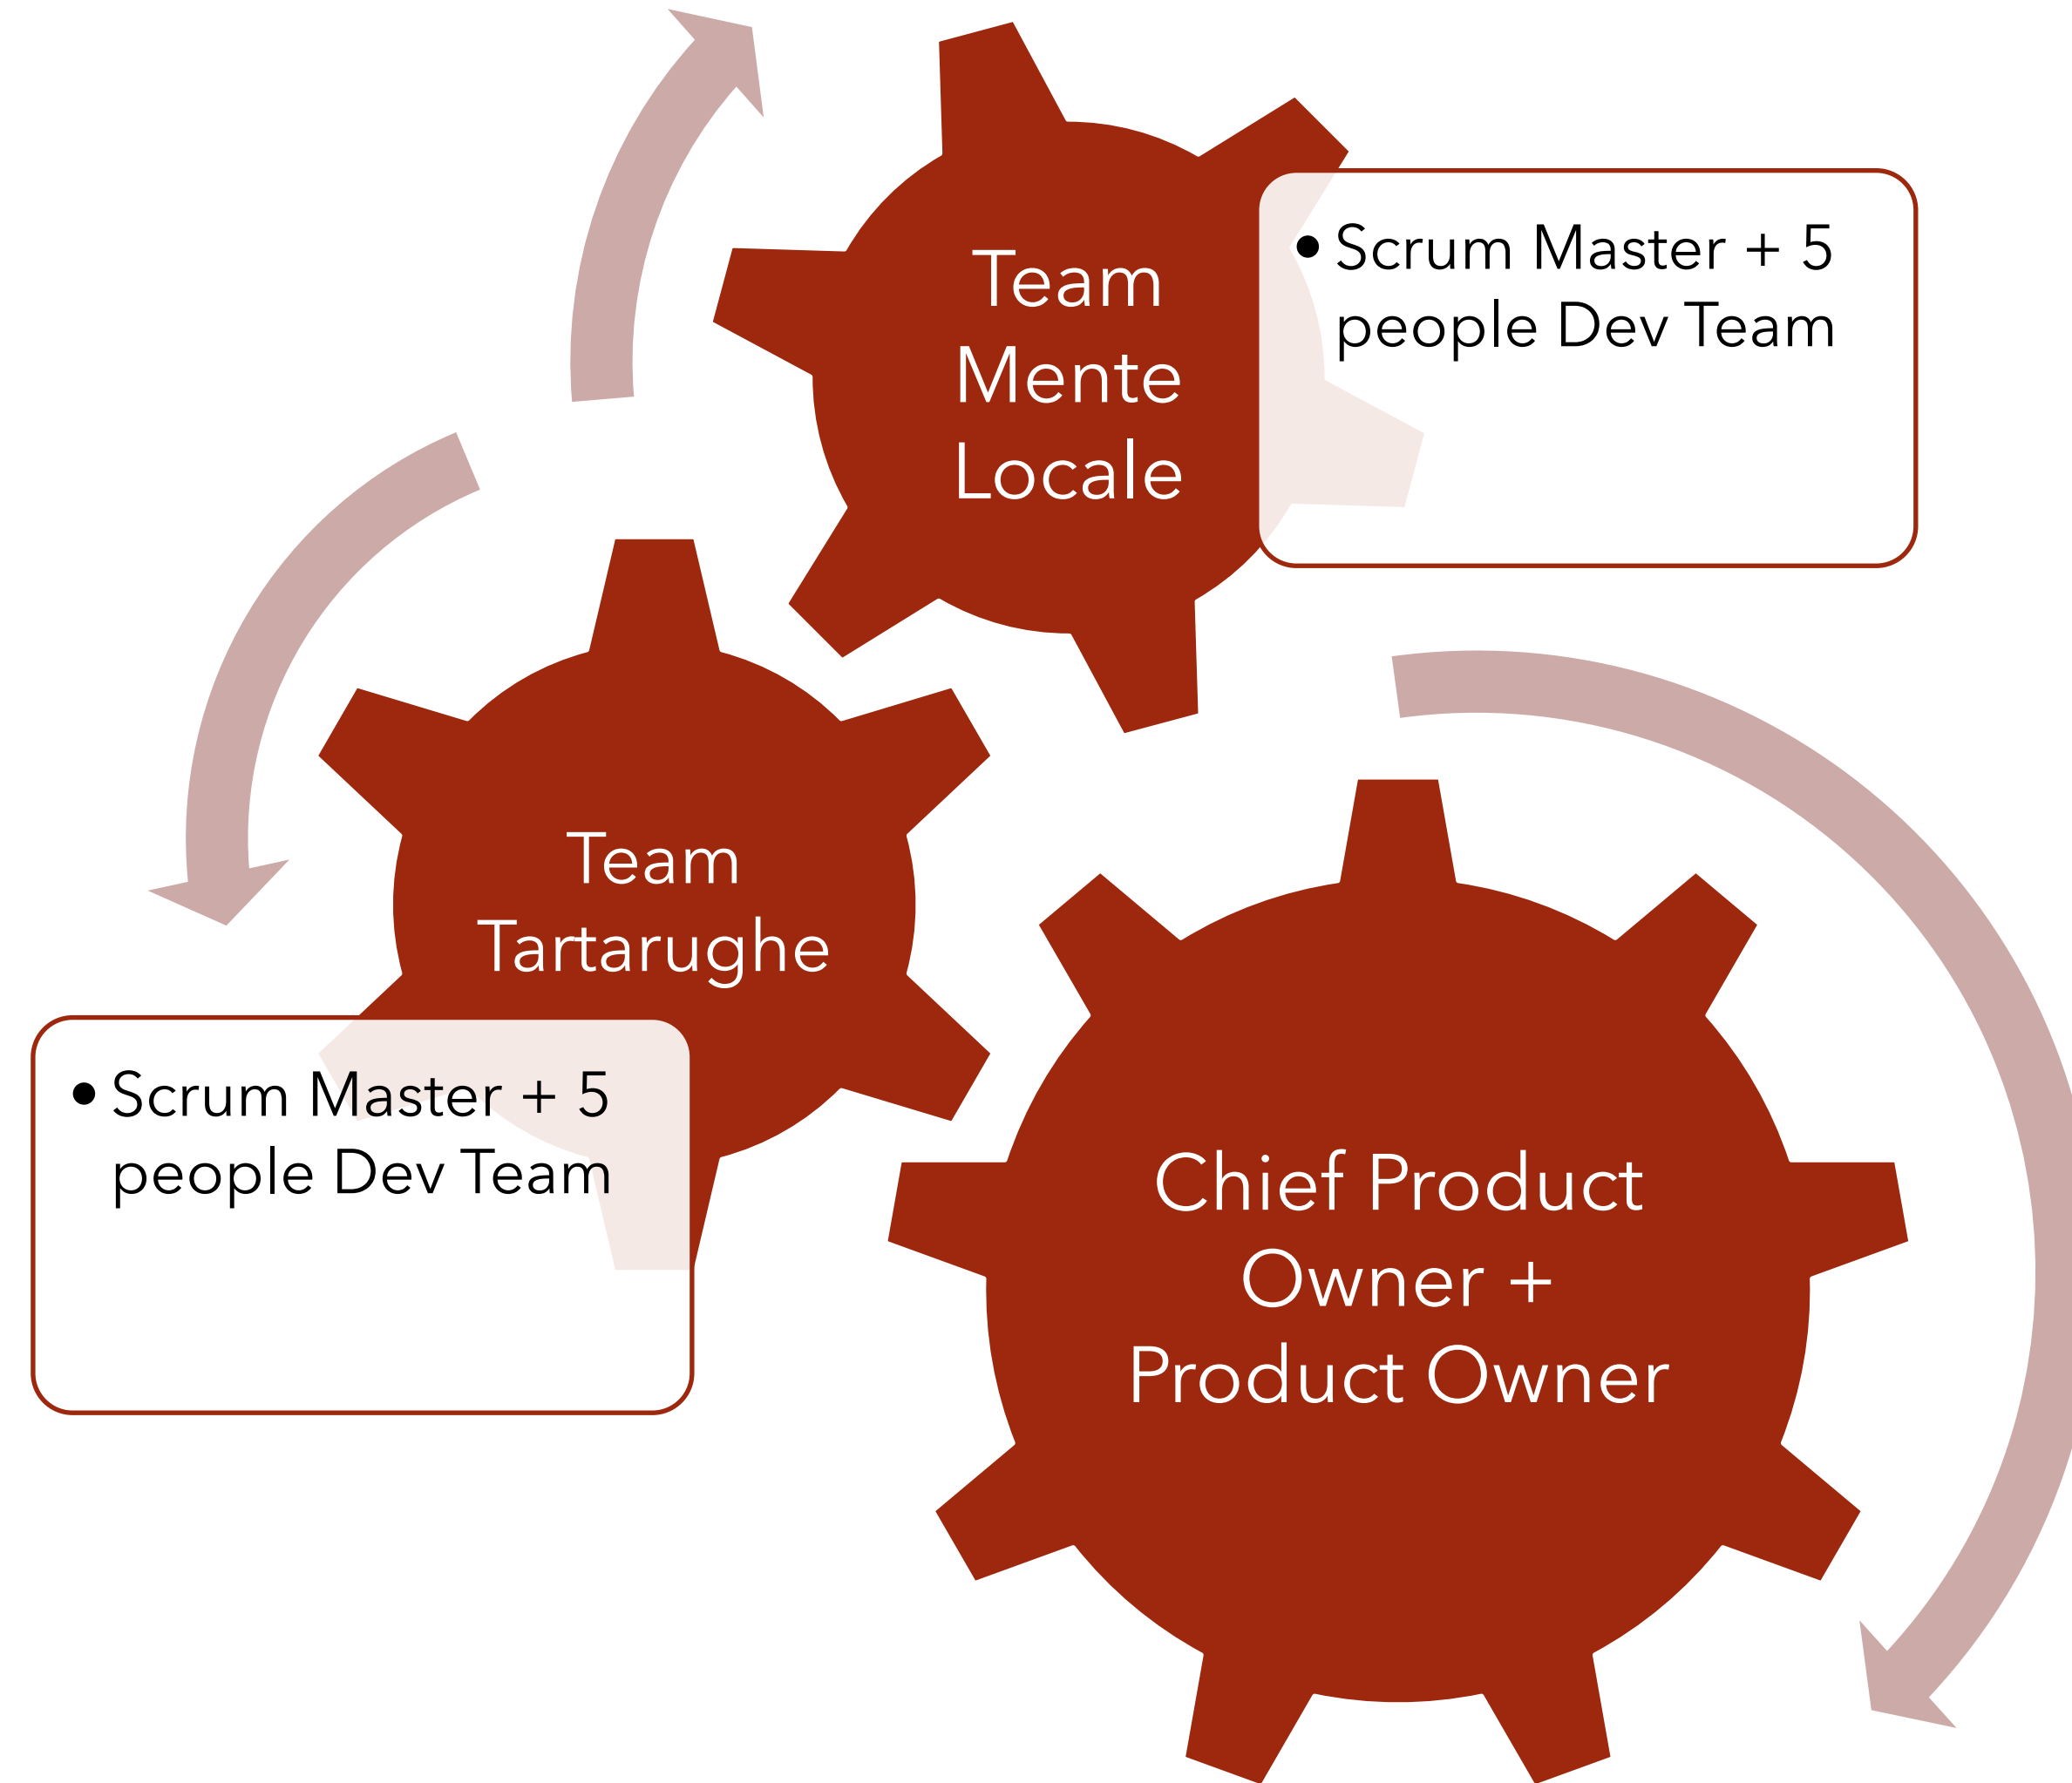 Team
Mente
Locale
• Scrum Master + 5
people Dev Team
Team
Tartarughe
• Scrum Master + 5
people Dev Team
Chief Product
Owner +
Product Owner